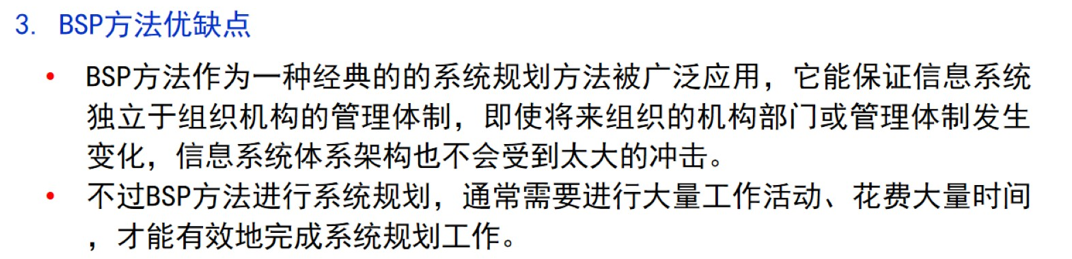 3. BSP方法优缺点
• BSP方法作为一种经典的的系统规划方法被广泛应用，它能保证信息系统
独立于组织机构的管理体制，即使将来组织的机构部门或管理体制发生
变化，信息系统体系架构也不会受到太大的冲击。
• 不过BSP方法进行系统规划，通常需要进行大量工作活动、花费大量时间
，才能有效地完成系统规划工作。